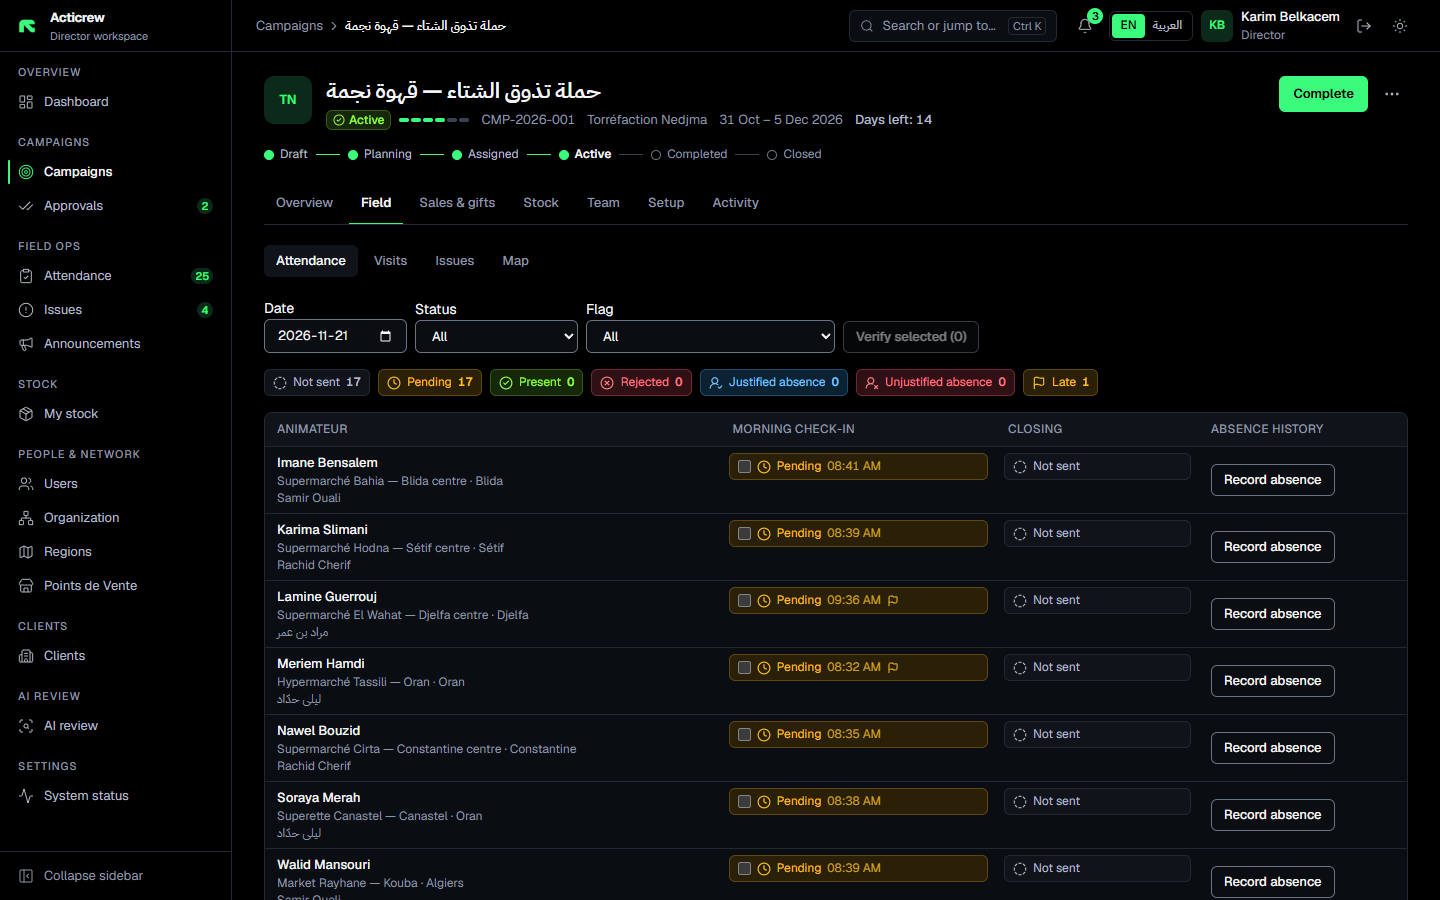 Acticrew
Director workspace
Campaigns > حملة تذوق الشتاء — قهوة نجمة
Search or jump to... Ctrl K
3
EN العربية
KB Karim Belkacem
Director
OVERVIEW
Dashboard
CAMPAIGNS
Campaigns
Approvals 2
FIELD OPS
Attendance 25
Issues 4
Announcements
STOCK
My stock
PEOPLE & NETWORK
Users
Organization
Regions
Points de Vente
CLIENTS
Clients
AI REVIEW
AI review
SETTINGS
System status
Collapse sidebar
TN حملة تذوق الشتاء — قهوة نجمة
Active CMP-2026-001 Torréfaction Nedjma 31 Oct – 5 Dec 2026 Days left: 14
Complete ...
Draft Planning Assigned Active Completed Closed
Overview Field Sales & gifts Stock Team Setup Activity
Attendance Visits Issues Map
Date Status Flag
2026-11-21 All All Verify selected (0)
Not sent 17 Pending 17 Present 0 Rejected 0 Justified absence 0 Unjustified absence 0 Late 1
ANIMATEUR MORNING CHECK-IN CLOSING ABSENCE HISTORY
Imane Bensalem
Supermarché Bahia — Blida centre · Blida
Samir Ouali
Pending 08:41 AM Not sent Record absence
Karima Slimani
Supermarché Hodna — Sétif centre · Sétif
Rachid Cherif
Pending 08:39 AM Not sent Record absence
Lamine Guerrouj
Supermarché El Wahat — Djelfa centre · Djelfa
مراد بن عمر
Pending 09:36 AM Not sent Record absence
Meriem Hamdi
Hypermarché Tassili — Oran · Oran
ليلى حدّاد
Pending 08:32 AM Not sent Record absence
Nawel Bouzid
Supermarché Cirta — Constantine centre · Constantine
Rachid Cherif
Pending 08:35 AM Not sent Record absence
Soraya Merah
Superette Canastel — Canastel · Oran
ليلى حدّاد
Pending 08:38 AM Not sent Record absence
Walid Mansouri
Market Rayhane — Kouba · Algiers
Samir Ouali
Pending 08:39 AM Not sent Record absence